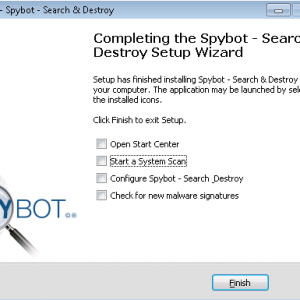 - Spybot - Search & Destroy
Completing the Spybot - Searc
Destroy Setup Wizard
Setup has finished installing Spybot - Search & Destroy
your computer. The application may be launched by sele
the installed icons.
Click Finish to exit Setup.
Open Start Center
Start a System Scan
Configure Spybot - Search _Destroy
Check for new malware signatures
YBOT
Finish